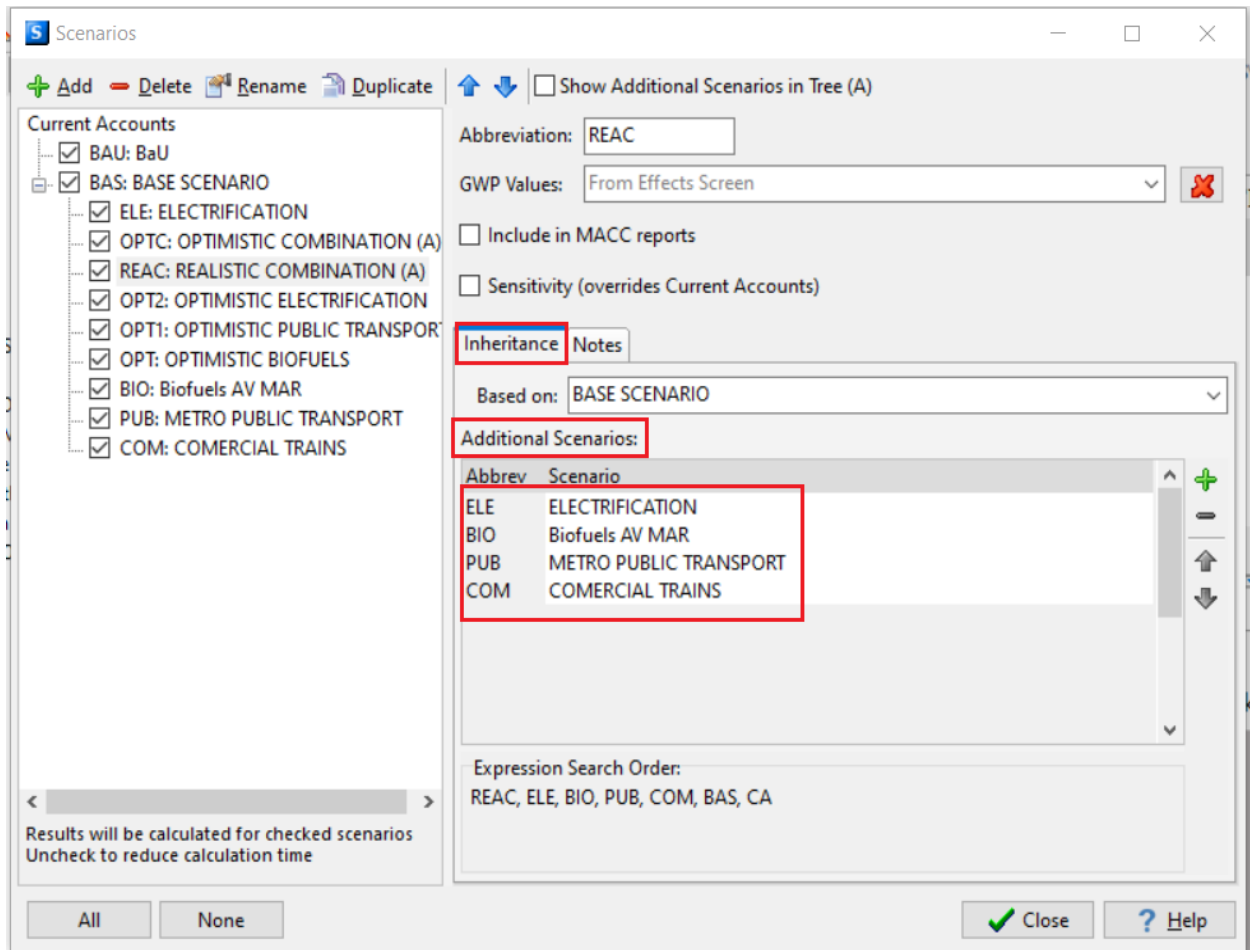 S Scenarios
Add Delete Rename Duplicate Show Additional Scenarios in Tree (A)
Current Accounts
BAU: BaU
BAS: BASE SCENARIO
ELE: ELECTRIFICATION
OPTC: OPTIMISTIC COMBINATION (A)
REAC: REALISTIC COMBINATION (A)
OPT2: OPTIMISTIC ELECTRIFICATION
OPT1: OPTIMISTIC PUBLIC TRANSPORT
OPT: OPTIMISTIC BIOFUELS
BIO: Biofuels AV MAR
PUB: METRO PUBLIC TRANSPORT
COM: COMERCIAL TRAINS
Results will be calculated for checked scenarios
Uncheck to reduce calculation time
All None
Abbreviation: REAC
GWP Values: From Effects Screen
Include in MACC reports
Sensitivity (overrides Current Accounts)
Inheritance Notes
Based on: BASE SCENARIO
Additional Scenarios:
Abbrev Scenario
ELE ELECTRIFICATION
BIO Biofuels AV MAR
PUB METRO PUBLIC TRANSPORT
COM COMERCIAL TRAINS
Expression Search Order:
REAC, ELE, BIO, PUB, COM, BAS, CA
Close ? Help